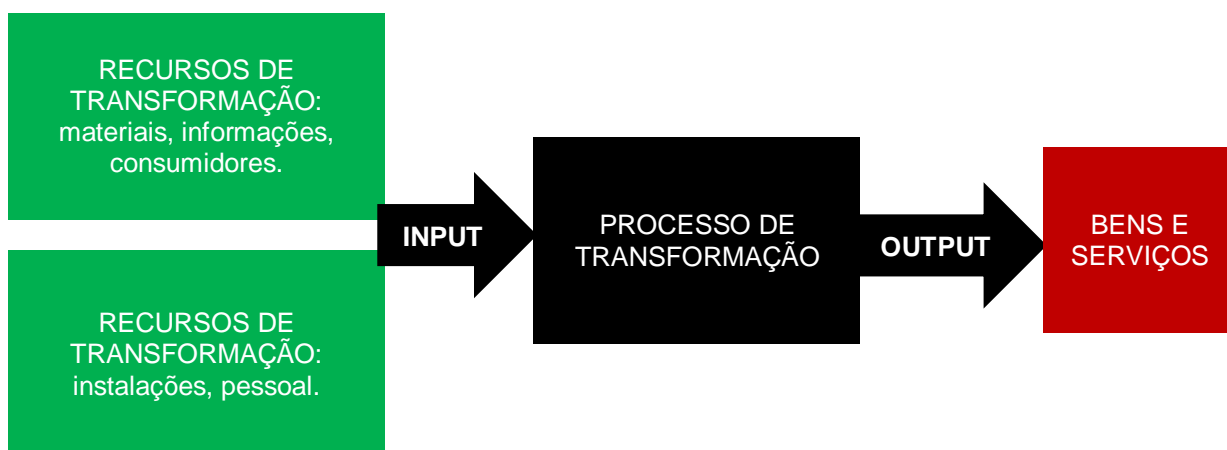 RECURSOS DE
TRANSFORMAÇÃO:
materiais, informações,
consumidores.
RECURSOS DE
TRANSFORMAÇÃO:
instalações, pessoal.
INPUT
PROCESSO DE
TRANSFORMAÇÃO
OUTPUT
BENS E
SERVIÇOS